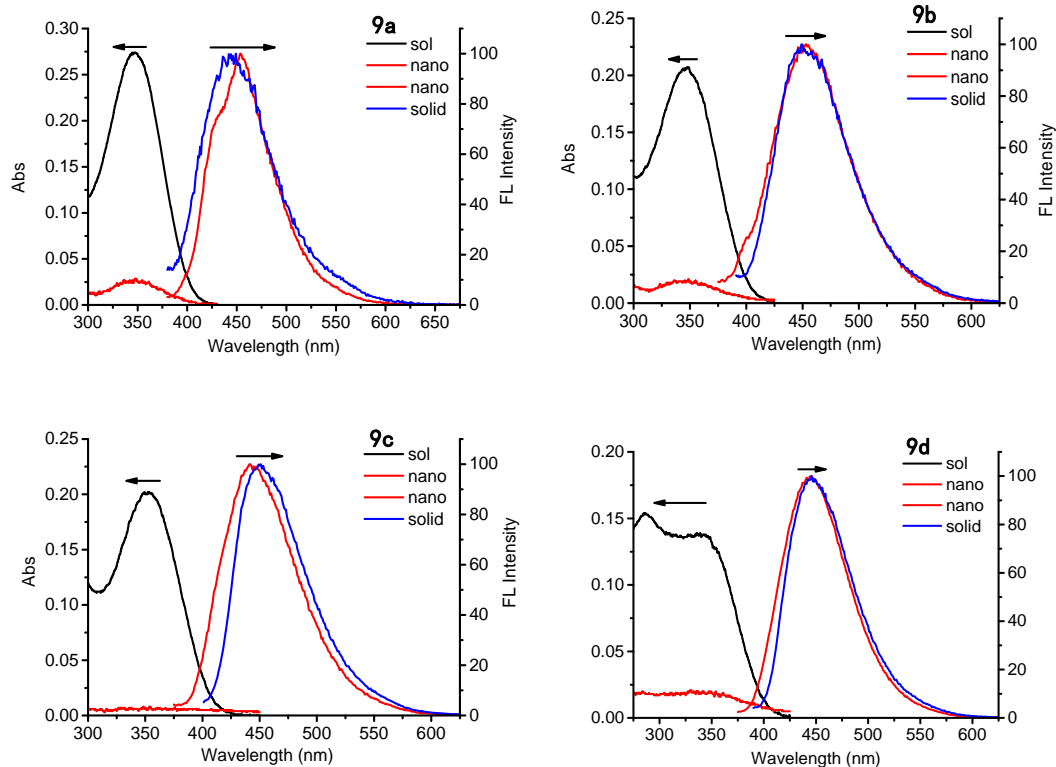 9a
sol
nano
nano
solid
0.30
0.25
0.20
0.15
0.10
0.05
0.00
Abs
100
80
60
40
20
0
FL Intensity
300 350 400 450 500 550 600 650
Wavelength (nm)
9b
sol
nano
nano
solid
0.25
0.20
0.15
0.10
0.05
0.00
Abs
100
80
60
40
20
0
FL Intensity
300 350 400 450 500 550 600
Wavelength (nm)
9c
sol
nano
nano
solid
0.25
0.20
0.15
0.10
0.05
0.00
Abs
100
80
60
40
20
0
FL Intensity
300 350 400 450 500 550 600
Wavelength (nm)
9d
sol
nano
nano
solid
0.20
0.15
0.10
0.05
0.00
Abs
100
80
60
40
20
0
FL Intensity
300 350 400 450 500 550 600
Wavelength (nm)